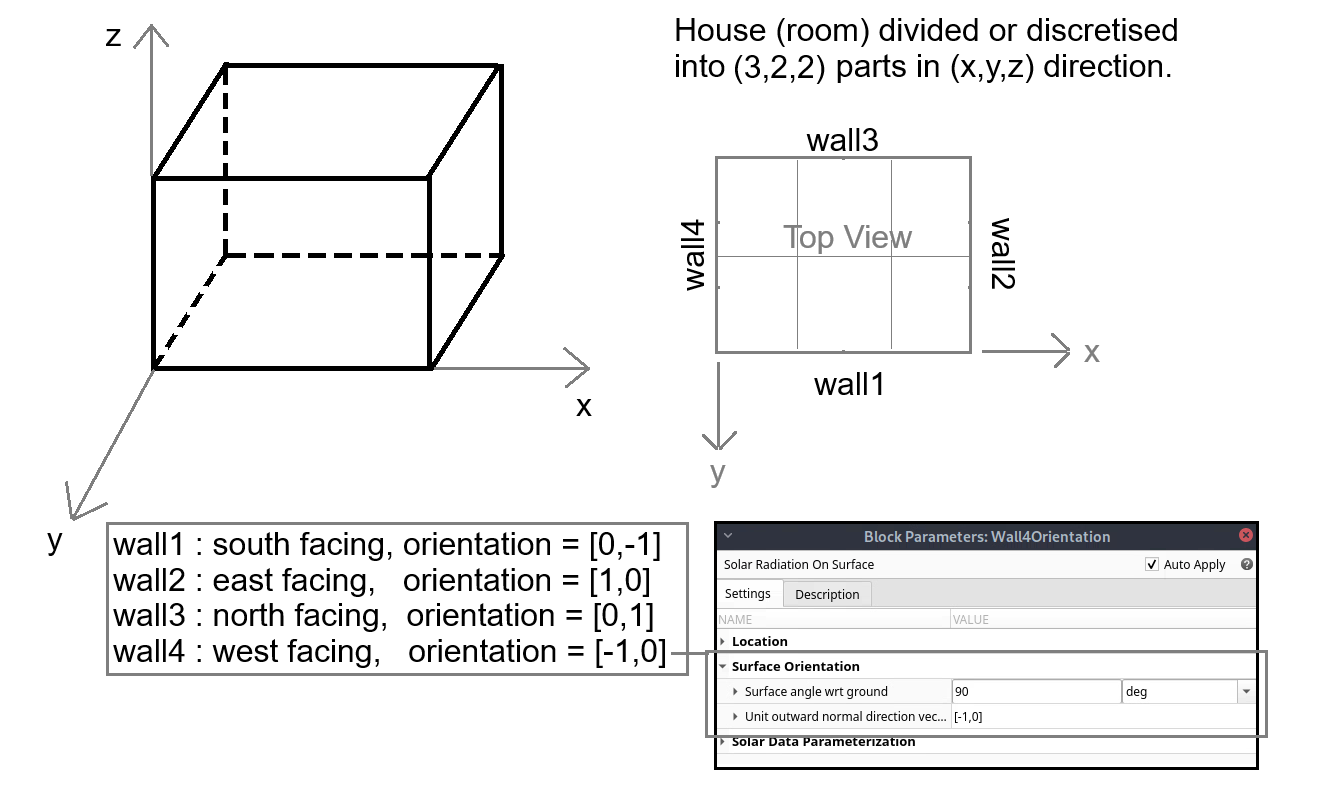 z
x
y
House (room) divided or discretised
into (3,2,2) parts in (x,y,z) direction.
wall3
wall4
Top View
wall2
wall1
x
y
wall1 : south facing, orientation = [0,-1]
wall2 : east facing, orientation = [1,0]
wall3 : north facing, orientation = [0,1]
wall4 : west facing, orientation = [-1,0]
Block Parameters: Wall4Orientation
Solar Radiation On Surface
Auto Apply
Settings
Description
NAME
VALUE
Location
Surface Orientation
Surface angle wrt ground
90
deg
Unit outward normal direction vec...
[-1,0]
Solar Data Parameterization